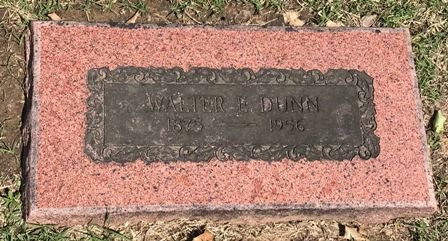 WALTER E. DUNN
1873 — 1956